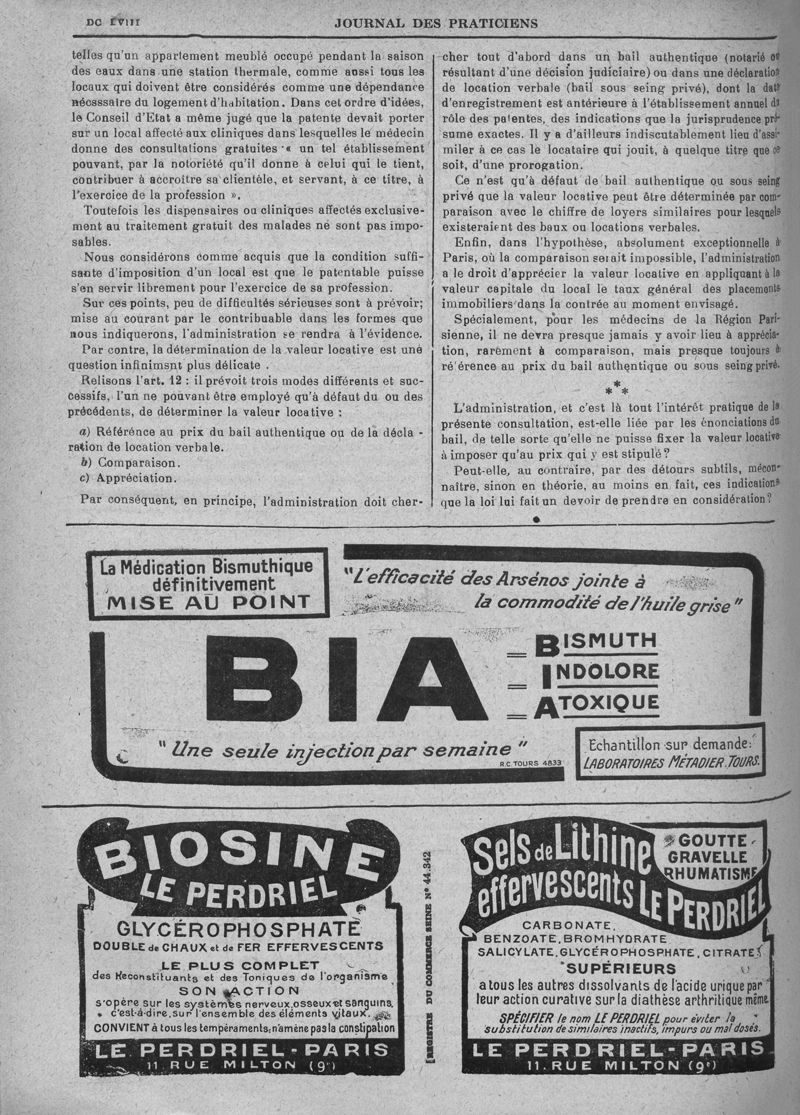 DC LVIII
JOURNAL DES PRATICIENS
telles qu'un appartement meublé occupé pendant la saison
des eaux dans une station thermale, comme aussi tous les
locaux qui doivent être considérés comme une dépendance
nécsssaire du logement d'habitation. Dans cet ordre d'idées,
le Conseil d'Etat a même jugé que la patente devait porter
sur un local affecté aux cliniques dans lesquelles le médecin
donne des consultations gratuites « un tel établissement
pouvant, par la notoriété qu'il donne à celui qui le tient,
contribuer à accroître sa clientèle, et servant, à ce titre, à
l'exercice de la profession ».
Toutefois les dispensaires ou cliniques affectés exclusive-
ment au traitement gratuit des malades ne sont pas impo-
sables.
Nous considérons comme acquis que la condition suffi-
sante d'imposition d'un local est que le patentable puisse
s'en servir librement pour l'exercice de sa profession.
Sur ces points, peu de difficultés sérieuses sont à prévoir;
mise au courant par le contribuable dans les formes que
nous indiquerons, l'administration se rendra à l'évidence.
Par contre, la détermination de la valeur locative est une
question infinimsnt plus délicate .
Relisons l'art. 12 : il prévoit trois modes différents et suc-
cessifs, l'un ne pouvant être employé qu'à défaut du ou des
précédents, de déterminer la valeur locative :
a) Référence au prix du bail authentique ou de la décla -
ration de location verbale.
b) Comparaison.
c) Appréciation.
Par conséquent, en principe, l'administration doit cher-
cher tout d'abord dans un bail authentique (notarié ou
résultant d'une décision judiciaire) ou dans une déclaration
de location verbale (bail sous seing privé), dont la date
d'enregistrement est antérieure à l'établissement annuel du
rôle des patentes, des indications que la jurisprudence pré-
sume exactes. Il y a d'ailleurs indiscutablement lieu d'assi-
miler à ce cas le locataire qui jouit, à quelque titre que ce
soit, d'une prorogation.
Ce n'est qu'à défaut de bail authentique ou sous seing
privé que la valeur locative peut être déterminée par com-
paraison avec le chiffre de loyers similaires pour lesquels
existeraient des baux ou locations verbales.
Enfin, dans l'hypothèse, absolument exceptionnelle à
Paris, où la comparaison serait impossible, l'administration
a le droit d'apprécier la valeur locative en appliquant à la
valeur capitale du local le taux général des placements
immobiliers dans la contrée au moment envisagé.
Spécialement, pour les médecins de la Région Pari-
sienne, il ne devra presque jamais y avoir lieu à apprécia-
tion, rarement à comparaison, mais presque toujours à
référence au prix du bail authentique ou sous seing privé.
***
L'administration, et c'est là tout l'intérêt pratique de la
présente consultation, est-elle liée par les énonciations du
bail, de telle sorte qu'elle ne puisse fixer la valeur locative
à imposer qu'au prix qui y est stipulé?
Peut-elle, au contraire, par des détours subtils, mécon-
naître, sinon en théorie, au moins en fait, ces indications
que la loi lui fait un devoir de prendre en considération?
La Médication Bismuthique
définitivement
MISE AU POINT
"L'efficacité des Arsénos jointe à
la commodité de l'huile grise"
BIA
= BISMUTH
= INDOLORE
= ATOXIQUE
"Une seule injection par semaine"
R.C. TOURS 4833
Echantillon sur demande:
LABORATOIRES MÉTADIER.TOURS.
BIOSINE
LE PERDRIEL
GLYCÉROPHOSPHATE
DOUBLE de CHAUX et de FER EFFERVESCENTS
LE PLUS COMPLET
des Reconstituants et des Toniques de l'organisme
SON ACTION
s'opère sur les systèmes nerveux, osseux et sanguins,
c'est-à-dire, sur l'ensemble des éléments vitaux.
CONVIENT à tous les tempéraments, n'amène pas la constipation
LE PERDRIEL-PARIS
11. RUE MILTON (9e)
[REGISTRE DU COMMERCE SEINE N° 44.342
Sels de Lithine
effervescents LE PERDRIEL
GOUTTE
GRAVELLE
RHUMATISME
CARBONATE,
BENZOATE, BROMHYDRATE
SALICYLATE, GLYCÉROPHOSPHATE, CITRATE
SUPÉRIEURS
a tous les autres dissolvants de l'acide urique par
leur action curative sur la diathèse arthritique même
SPÉCIFIER le nom LE PERDRIEL pour éviter la
substitution de similaires inactifs, impurs ou mal dosés.
LE PERDRIEL-PARIS
11. RUE MILTON (9e)